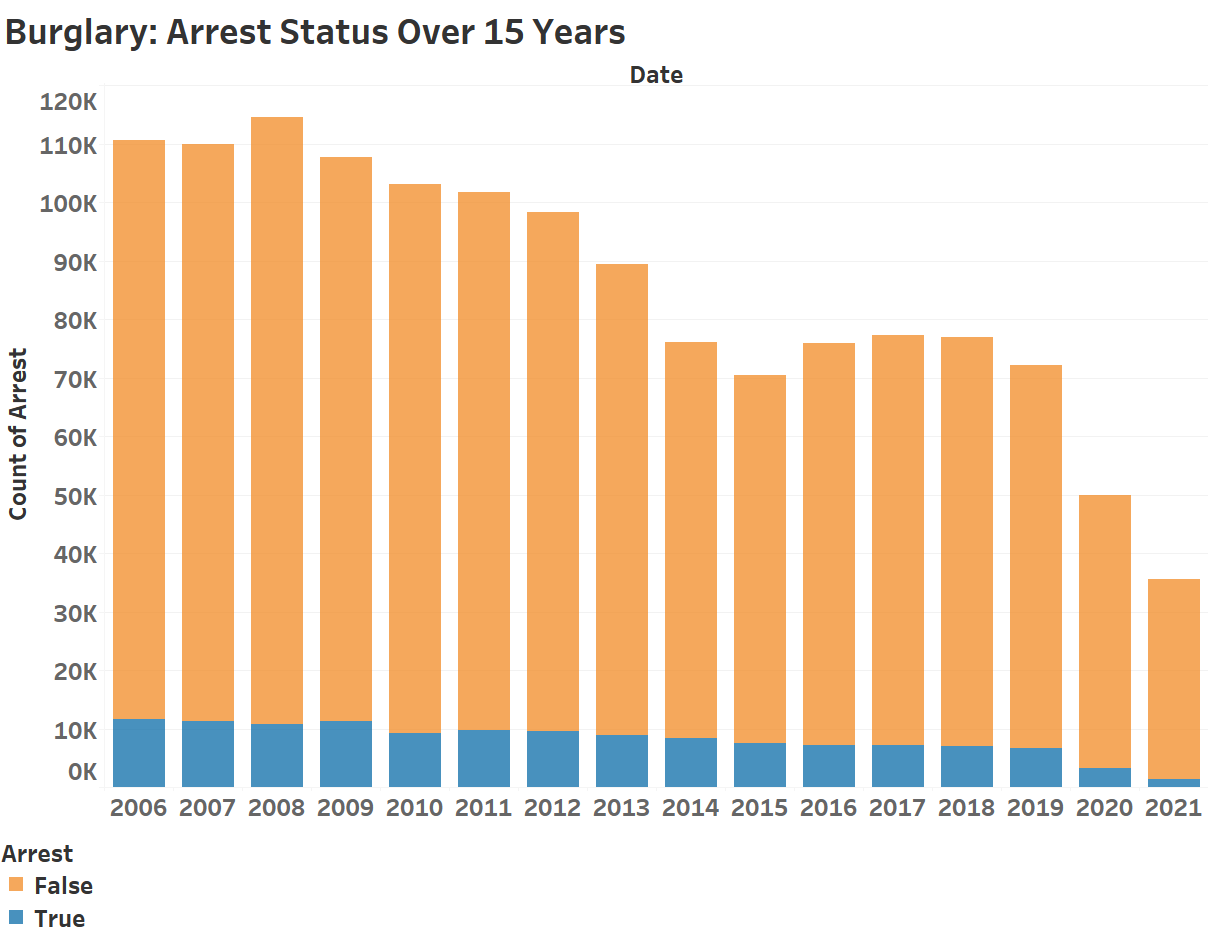 Burglary: Arrest Status Over 15 Years
Date
120K
110K
100K
90K
80K
70K
60K
50K
40K
30K
20K
10K
0K
Count of Arrest
2006 2007 2008 2009 2010 2011 2012 2013 2014 2015 2016 2017 2018 2019 2020 2021
Arrest
False
True